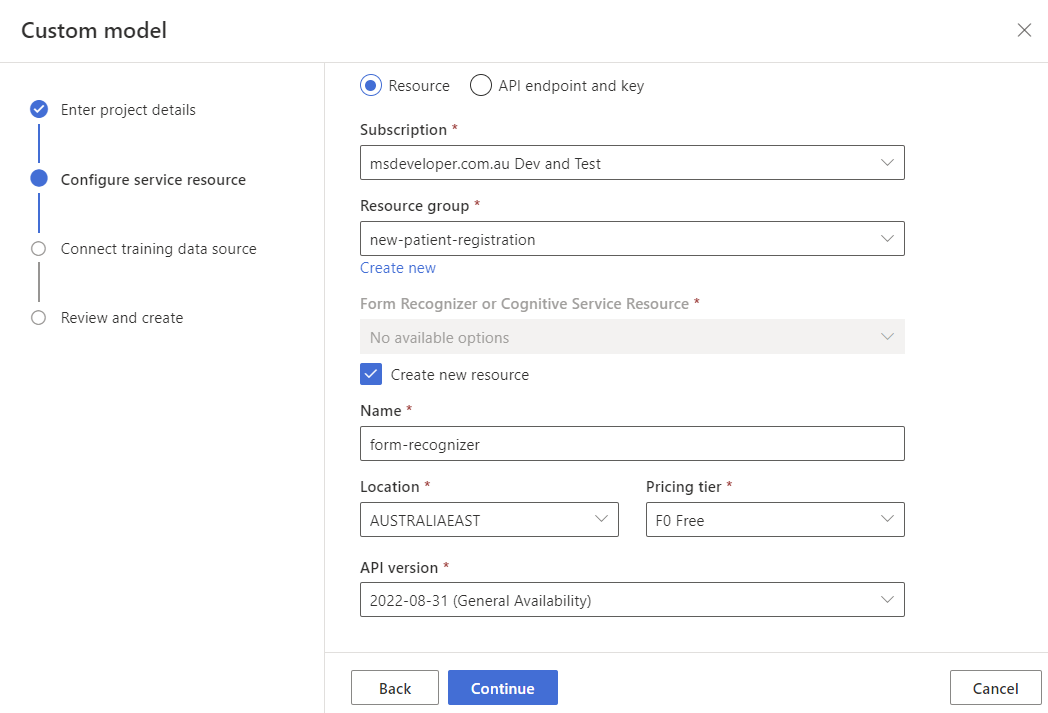 Custom model
Enter project details
Configure service resource
Connect training data source
Review and create
Resource API endpoint and key
Subscription *
msdeveloper.com.au Dev and Test
Resource group *
new-patient-registration
Create new
Form Recognizer or Cognitive Service Resource *
No available options
Create new resource
Name *
form-recognizer
Location * Pricing tier *
AUSTRALIAEAST F0 Free
API version *
2022-08-31 (General Availability)
Back Continue Cancel